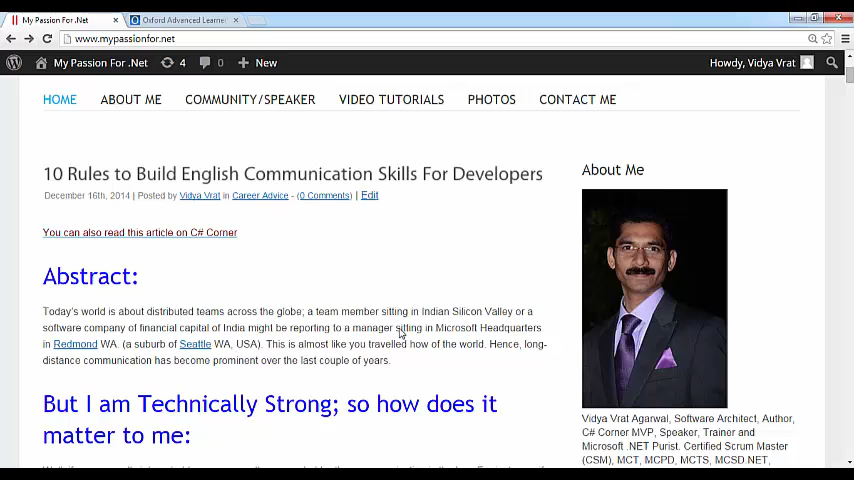 My Passion For .Net
Oxford Advanced Learne
www.mypassionfor.net
My Passion For .Net 4 0 New
Howdy, Vidya Vrat
HOME ABOUT ME COMMUNITY/SPEAKER VIDEO TUTORIALS PHOTOS CONTACT ME
10 Rules to Build English Communication Skills For Developers
December 16th, 2014 | Posted by Vidya Vrat in Career Advice - (0 Comments) | Edit
You can also read this article on C# Corner
Abstract:
Today's world is about distributed teams across the globe; a team member sitting in Indian Silicon Valley or a
software company of financial capital of India might be reporting to a manager sitting in Microsoft Headquarters
in Redmond WA. (a suburb of Seattle WA, USA). This is almost like you travelled how of the world. Hence, long-
distance communication has become prominent over the last couple of years.
But I am Technically Strong; so how does it
matter to me:
About Me
Vidya Vrat Agarwal, Software Architect, Author,
C# Corner MVP, Speaker, Trainer and
Microsoft .NET Purist. Certified Scrum Master
(CSM), MCT, MCPD, MCTS, MCSD.NET,